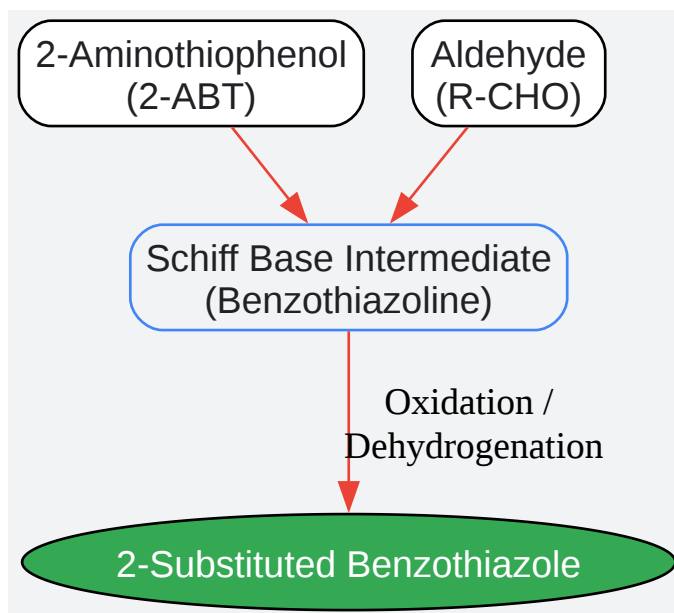 2-Aminothiophenol
(2-ABT)
Aldehyde
(R-CHO)
Schiff Base Intermediate
(Benzothiazoline)
Oxidation /
Dehydrogenation
2-Substituted Benzothiazole